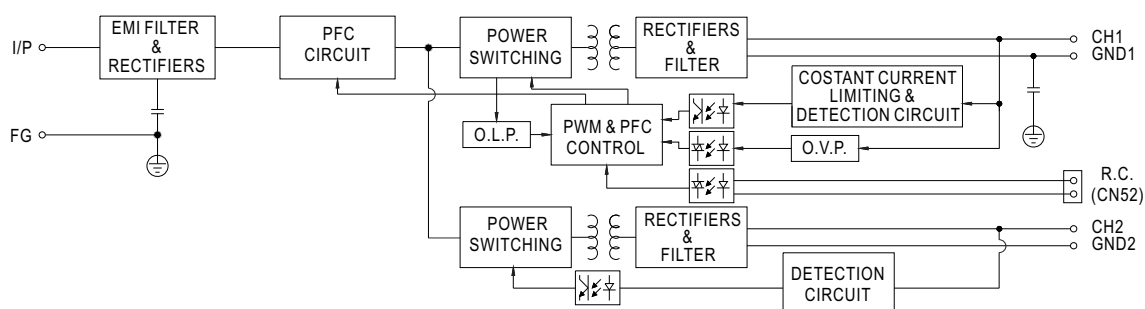 I/P
EMI FILTER
&
RECTIFIERS
PFC
CIRCUIT
POWER
SWITCHING
RECTIFIERS
&
FILTER
CH1
GND1
COSTANT CURRENT
LIMITING &
DETECTION CIRCUIT
FG
O.L.P.
PWM & PFC
CONTROL
O.V.P.
R.C.
(CN52)
POWER
SWITCHING
RECTIFIERS
&
FILTER
CH2
GND2
DETECTION
CIRCUIT